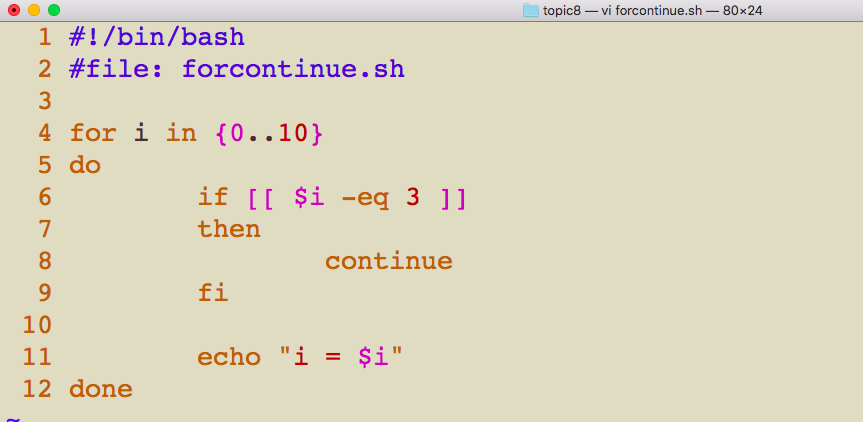 topic8 — vi forcontinue.sh — 80×24
1 #!/bin/bash
2 #file: forcontinue.sh
3
4 for i in {0..10}
5 do
6         if [[ $i -eq 3 ]]
7         then
8                 continue
9         fi
10
11         echo "i = $i"
12 done
~